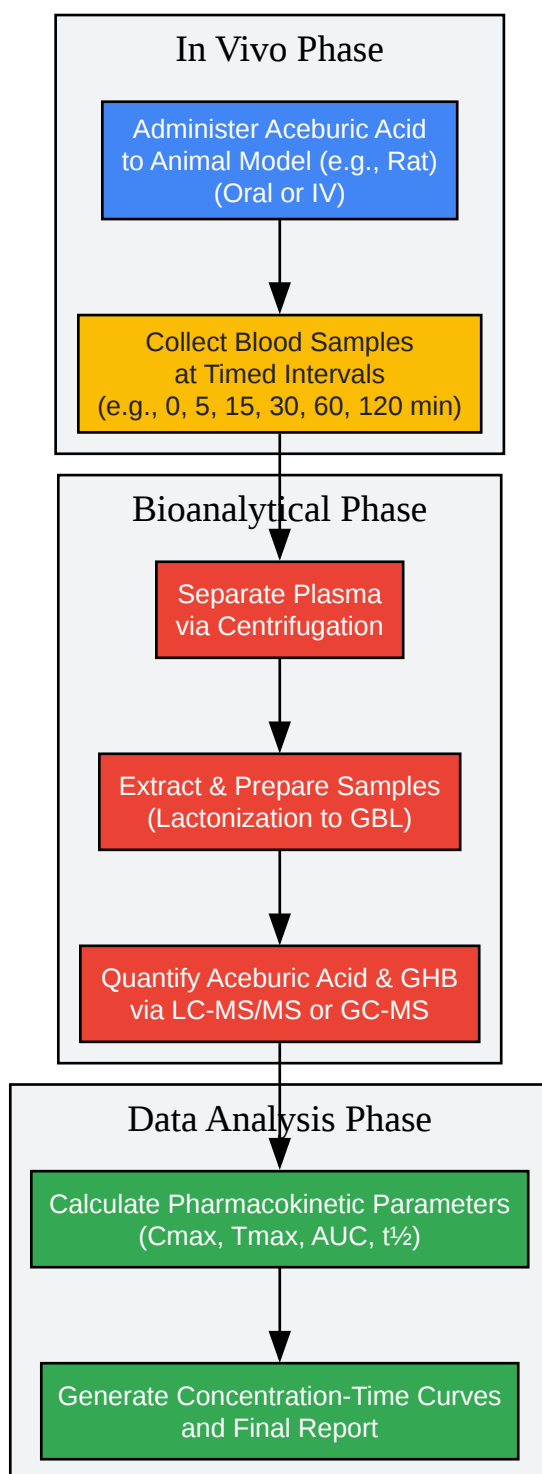 In Vivo Phase
Administer Aceburic Acid
to Animal Model (e.g., Rat)
(Oral or IV)
Collect Blood Samples
at Timed Intervals
(e.g., 0, 5, 15, 30, 60, 120 min)
Bioanalytical Phase
Separate Plasma
via Centrifugation
Extract & Prepare Samples
(Lactonization to GBL)
Quantify Aceburic Acid & GHB
via LC-MS/MS or GC-MS
Data Analysis Phase
Calculate Pharmacokinetic Parameters
(Cmax, Tmax, AUC, t½)
Generate Concentration-Time Curves
and Final Report